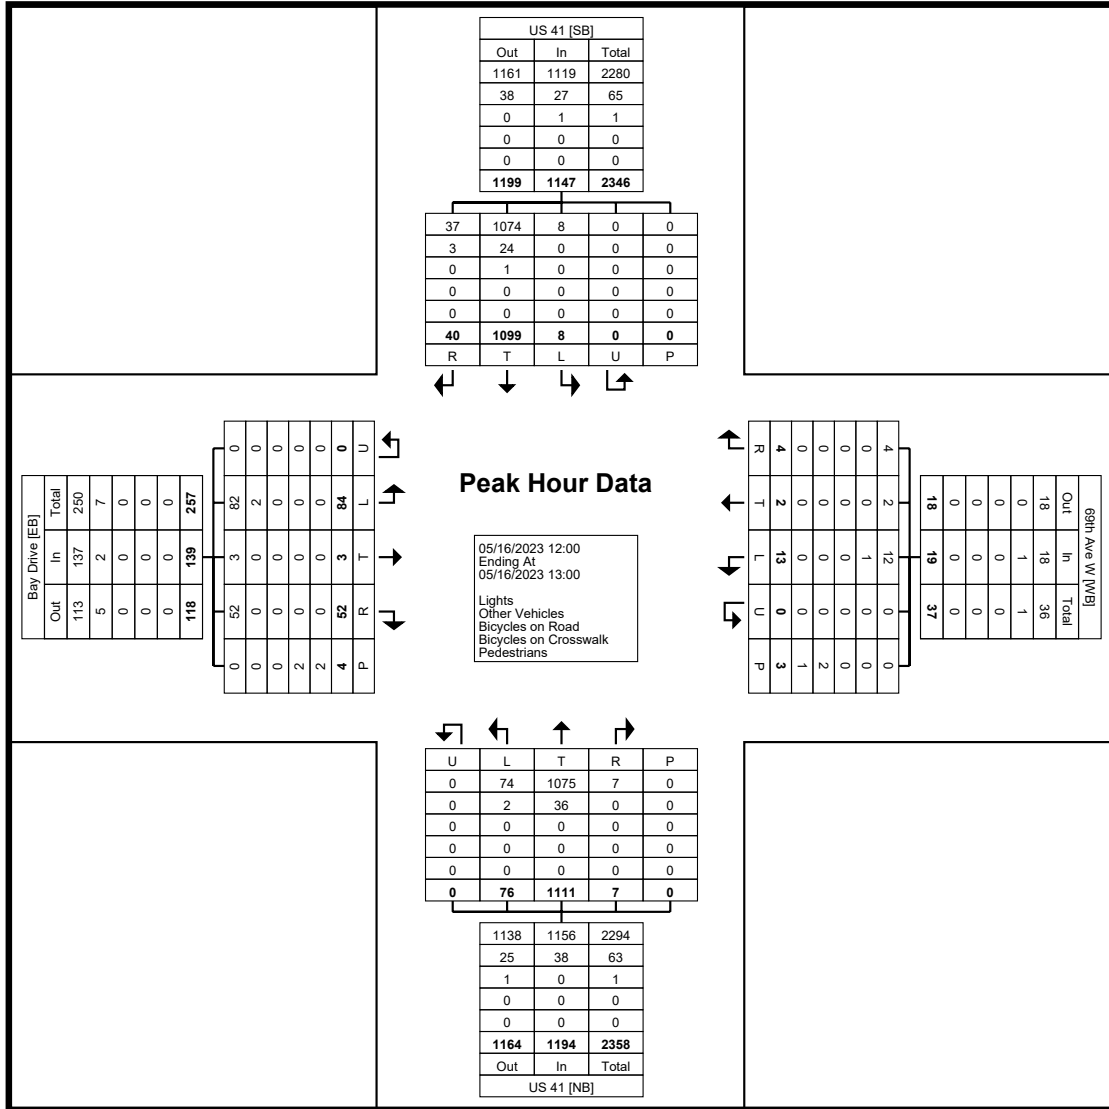 US 41 [SB]
Out In Total
1161 1119 2280
38 27 65
0 1 1
0 0 0
0 0 0
1199 1147 2346
37 1074 8 0 0
3 24 0 0 0
0 1 0 0 0
0 0 0 0 0
0 0 0 0 0
40 1099 8 0 0
R T L U P
Bay Drive [EB]
Total In Out
250 137 113
7 2 5
0 0 0
0 0 0
0 0 0
257 139 118
0 82 3 52 0
0 2 0 0 0
0 0 0 0 0
0 0 0 0 2
0 0 0 0 2
0 84 3 52 4
U L T R P
Peak Hour Data
05/16/2023 12:00
Ending At
05/16/2023 13:00
Lights
Other Vehicles
Bicycles on Road
Bicycles on Crosswalk
Pedestrians
R T L U P
4 2 13 0 3
0 0 0 0 1
0 0 0 0 2
0 0 0 0 0
0 0 1 0 0
4 2 12 0 0
69th Ave W [WB]
Out In Total
18 18 36
0 1 1
0 0 0
0 0 0
0 0 0
18 19 37
U L T R P
0 74 1075 7 0
0 2 36 0 0
0 0 0 0 0
0 0 0 0 0
0 0 0 0 0
0 76 1111 7 0
1138 1156 2294
25 38 63
1 0 1
0 0 0
0 0 0
1164 1194 2358
Out In Total
US 41 [NB]